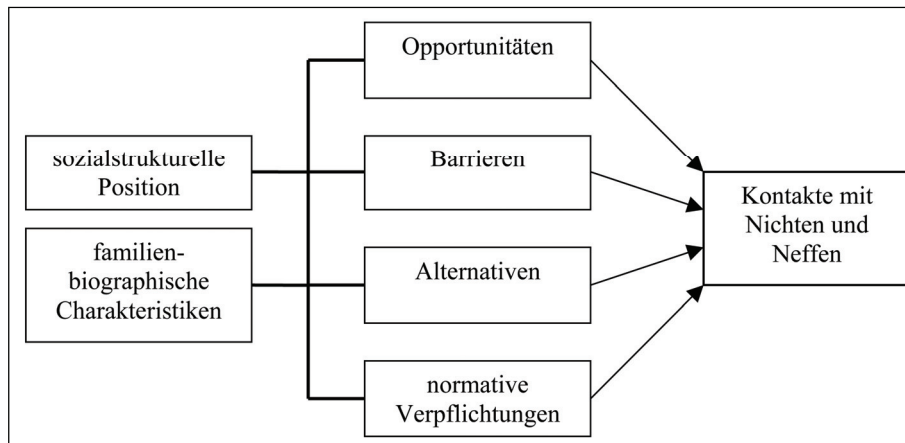 Opportunitäten
sozialstrukturelle
Position
Barrieren
Kontakte mit
Nichten und
Neffen
familien-
biographische
Charakteristiken
Alternativen
normative
Verpflichtungen